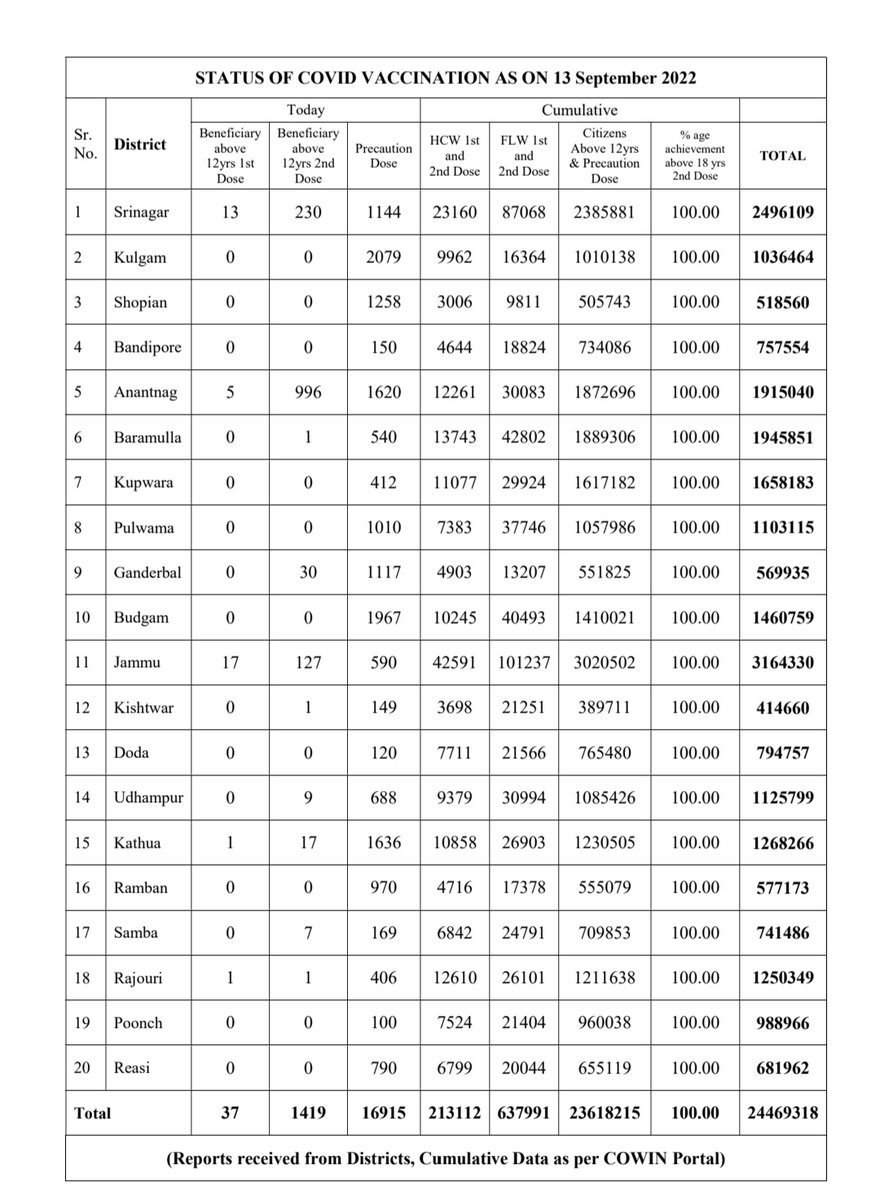 STATUS OF COVID VACCINATION AS ON 13 September 2022
Sr. No. District Today Cumulative
Beneficiary above 12yrs 1st Dose
Beneficiary above 12yrs 2nd Dose
Precaution Dose
HCW 1st and 2nd Dose
FLW 1st and 2nd Dose
Citizens Above 12yrs & Precaution Dose
% age achievement above 18 yrs 2nd Dose
TOTAL
1 Srinagar 13 230 1144 23160 87068 2385881 100.00 2496109
2 Kulgam 0 0 2079 9962 16364 1010138 100.00 1036464
3 Shopian 0 0 1258 3006 9811 505743 100.00 518560
4 Bandipore 0 0 150 4644 18824 734086 100.00 757554
5 Anantnag 5 996 1620 12261 30083 1872696 100.00 1915040
6 Baramulla 0 1 540 13743 42802 1889306 100.00 1945851
7 Kupwara 0 0 412 11077 29924 1617182 100.00 1658183
8 Pulwama 0 0 1010 7383 37746 1057986 100.00 1103115
9 Ganderbal 0 30 1117 4903 13207 551825 100.00 569935
10 Budgam 0 0 1967 10245 40493 1410021 100.00 1460759
11 Jammu 17 127 590 42591 101237 3020502 100.00 3164330
12 Kishtwar 0 1 149 3698 21251 389711 100.00 414660
13 Doda 0 0 120 7711 21566 765480 100.00 794757
14 Udhampur 0 9 688 9379 30994 1085426 100.00 1125799
15 Kathua 1 17 1636 10858 26903 1230505 100.00 1268266
16 Ramban 0 0 970 4716 17378 555079 100.00 577173
17 Samba 0 7 169 6842 24791 709853 100.00 741486
18 Rajouri 1 1 406 12610 26101 1211638 100.00 1250349
19 Poonch 0 0 100 7524 21404 960038 100.00 988966
20 Reasi 0 0 790 6799 20044 655119 100.00 681962
Total 37 1419 16915 213112 637991 23618215 100.00 24469318
(Reports received from Districts, Cumulative Data as per COWIN Portal)